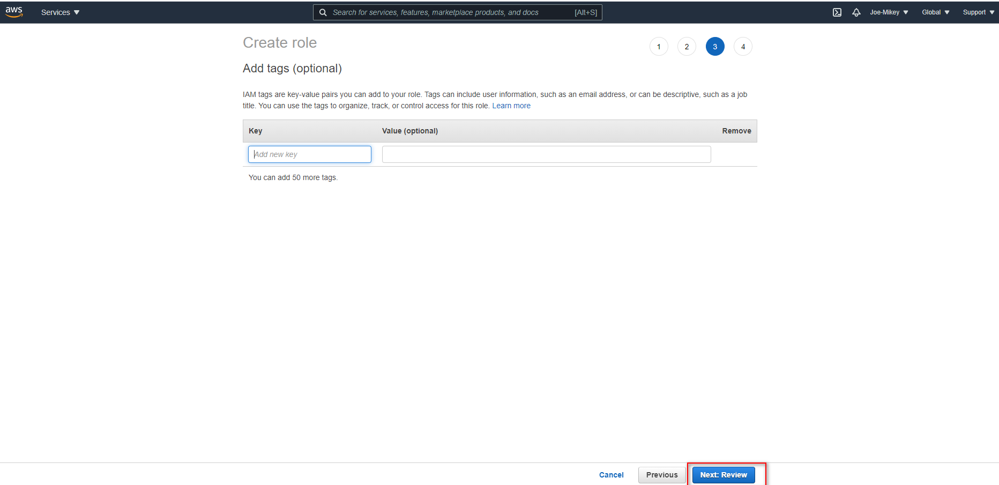 aws Services Search for services, features, marketplace products, and docs [Alt+S] Joe-Mikey Global Support
Create role 1 2 3 4
Add tags (optional)
IAM tags are key-value pairs you can add to your role. Tags can include user information, such as an email address, or can be descriptive, such as a job
title. You can use the tags to organize, track, or control access for this role. Learn more
Key Value (optional) Remove
Add new key
You can add 50 more tags.
Cancel Previous Next: Review